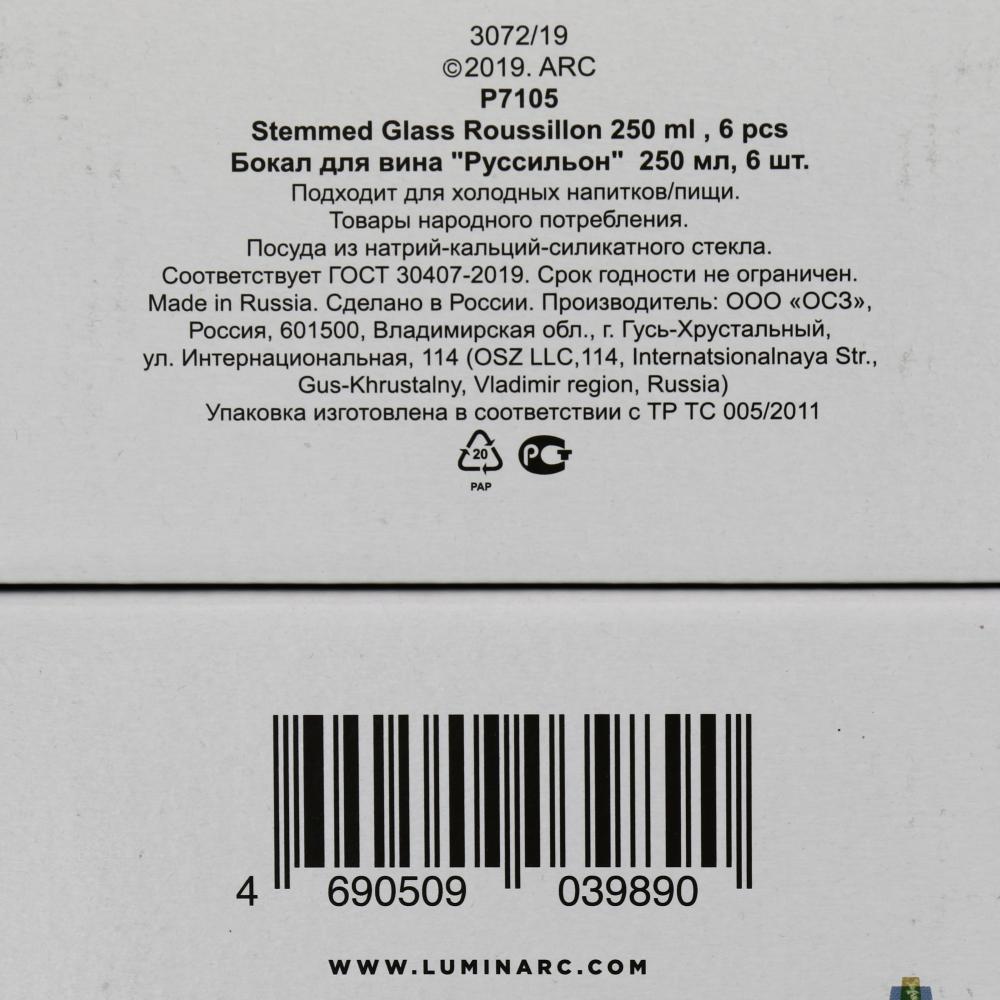 3072/19
©2019. ARC
P7105
Stemmed Glass Roussillon 250 ml , 6 pcs
Бокал для вина "Руссильон" 250 мл, 6 шт.
Подходит для холодных напитков/пищи.
Товары народного потребления.
Посуда из натрий-кальций-силикатного стекла.
Соответствует ГОСТ 30407-2019. Срок годности не ограничен.
Made in Russia. Сделано в России. Производитель: ООО «ОСЗ»,
Россия, 601500, Владимирская обл., г. Гусь-Хрустальный,
ул. Интернациональная, 114 (OSZ LLC,114, Internatsionalnaya Str.,
Gus-Khrustalny, Vladimir region, Russia)
Упаковка изготовлена в соответствии с ТР ТС 005/2011
20
PAP
РСТ
4 690509 039890
WWW.LUMINARC.COM